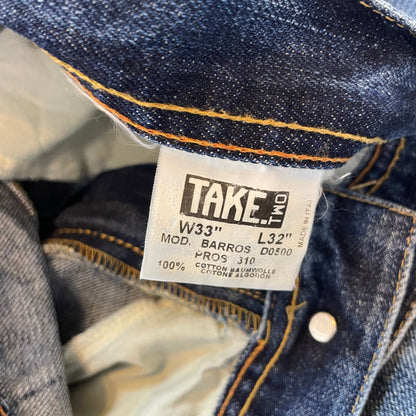 TAKE.TWO
W33" L32"
MOD. BARROS D0500
PROS 310
100% COTTON BAUMWOLLE
COTONE ALGODON
MADE IN ITALY